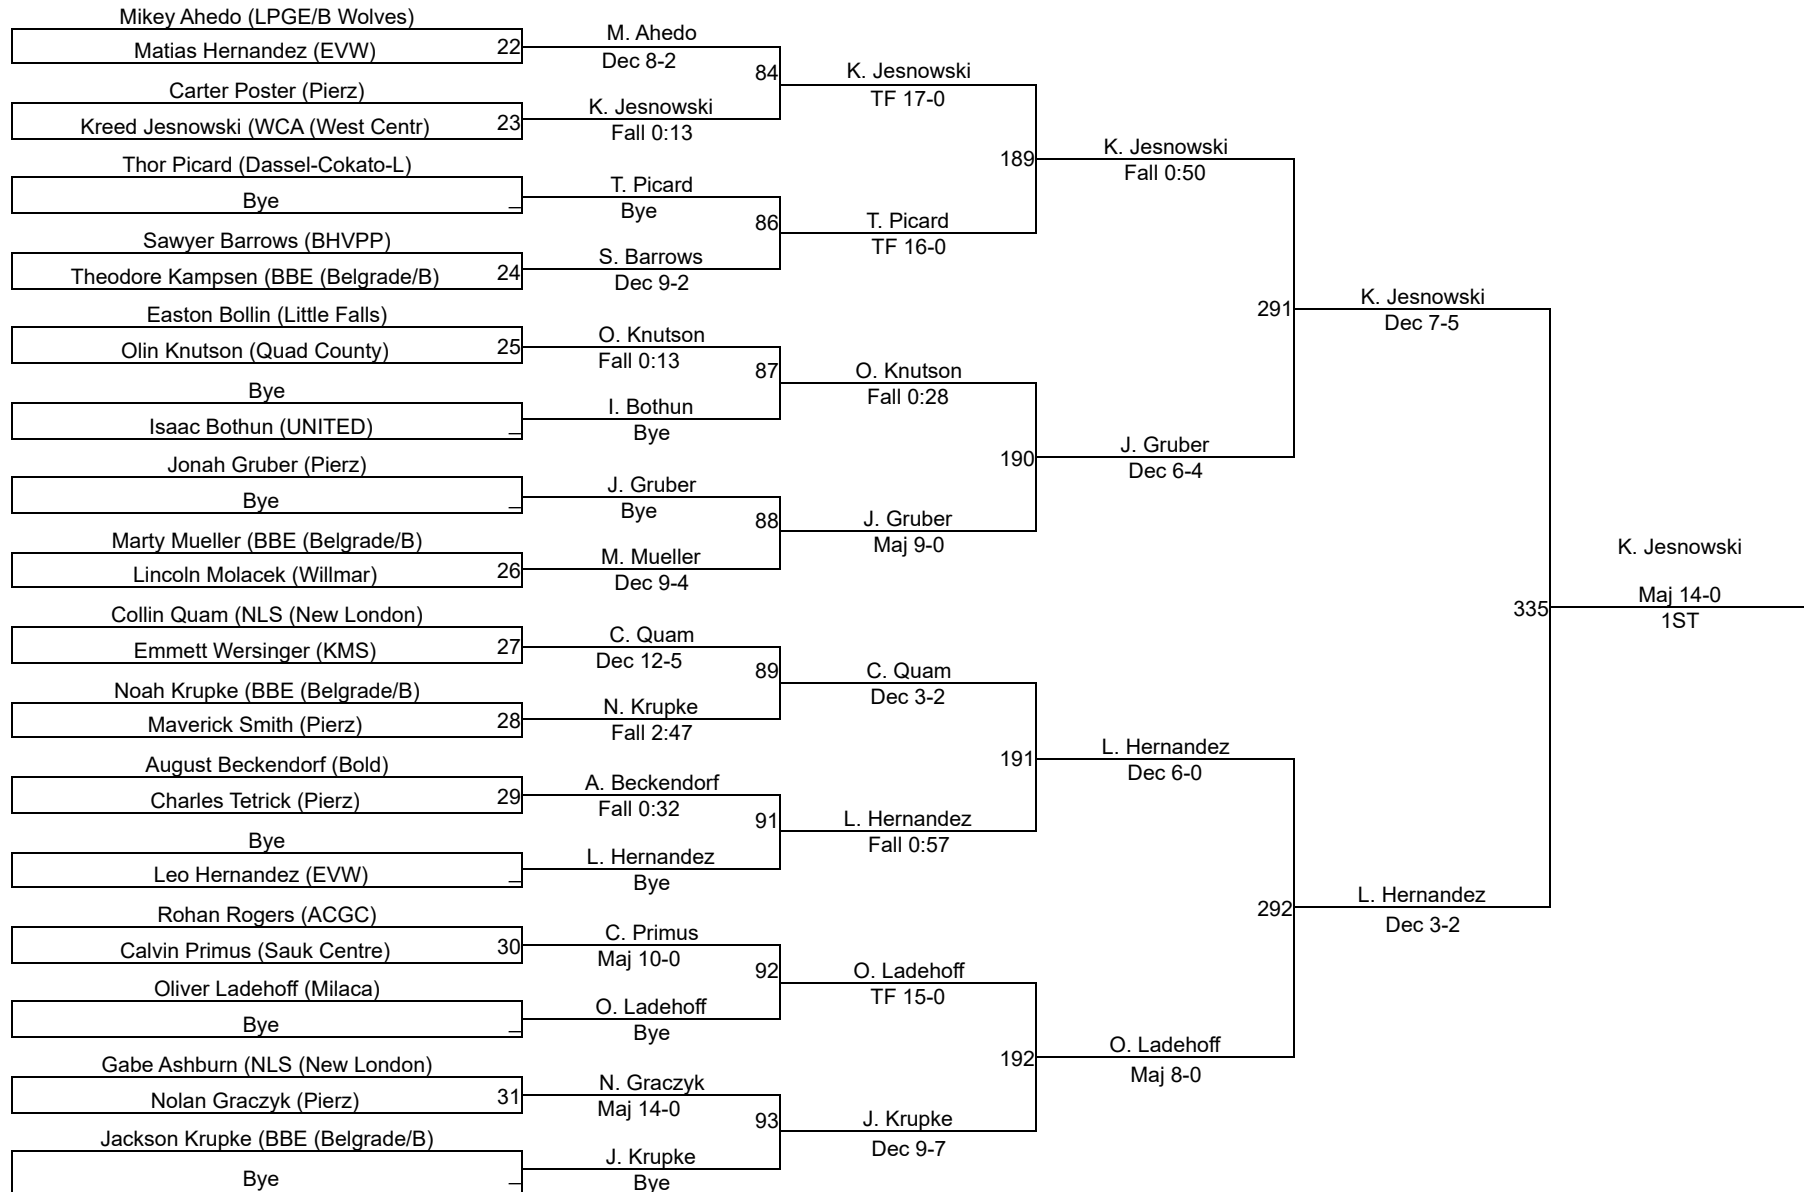 Mikey Ahedo (LPGE/B Wolves)
Matias Hernandez (EVW)
22
Carter Poster (Pierz)
Kreed Jesnowski (WCA (West Centr)
23
Thor Picard (Dassel-Cokato-L)
Bye
_
Sawyer Barrows (BHVPP)
Theodore Kampsen (BBE (Belgrade/B)
24
Easton Bollin (Little Falls)
Olin Knutson (Quad County)
25
Bye
Isaac Bothun (UNITED)
_
Jonah Gruber (Pierz)
Bye
_
Marty Mueller (BBE (Belgrade/B)
Lincoln Molacek (Willmar)
26
Collin Quam (NLS (New London)
Emmett Wersinger (KMS)
27
Noah Krupke (BBE (Belgrade/B)
Maverick Smith (Pierz)
28
August Beckendorf (Bold)
Charles Tetrick (Pierz)
29
Bye
Leo Hernandez (EVW)
_
Rohan Rogers (ACGC)
Calvin Primus (Sauk Centre)
30
Oliver Ladehoff (Milaca)
Bye
_
Gabe Ashburn (NLS (New London)
Nolan Graczyk (Pierz)
31
Jackson Krupke (BBE (Belgrade/B)
Bye
_
M. Ahedo
Dec 8-2
84
K. Jesnowski
Fall 0:13
T. Picard
Bye
86
S. Barrows
Dec 9-2
O. Knutson
Fall 0:13
87
I. Bothun
Bye
J. Gruber
Bye
88
M. Mueller
Dec 9-4
C. Quam
Dec 12-5
89
N. Krupke
Fall 2:47
A. Beckendorf
Fall 0:32
91
L. Hernandez
Bye
C. Primus
Maj 10-0
92
O. Ladehoff
Bye
N. Graczyk
Maj 14-0
93
J. Krupke
Bye
K. Jesnowski
TF 17-0
189
T. Picard
TF 16-0
O. Knutson
Fall 0:28
190
J. Gruber
Maj 9-0
C. Quam
Dec 3-2
191
L. Hernandez
Fall 0:57
O. Ladehoff
TF 15-0
192
J. Krupke
Dec 9-7
K. Jesnowski
Fall 0:50
291
J. Gruber
Dec 6-4
L. Hernandez
Dec 6-0
292
O. Ladehoff
Maj 8-0
K. Jesnowski
Dec 7-5
335
L. Hernandez
Dec 3-2
K. Jesnowski
Maj 14-0
1ST